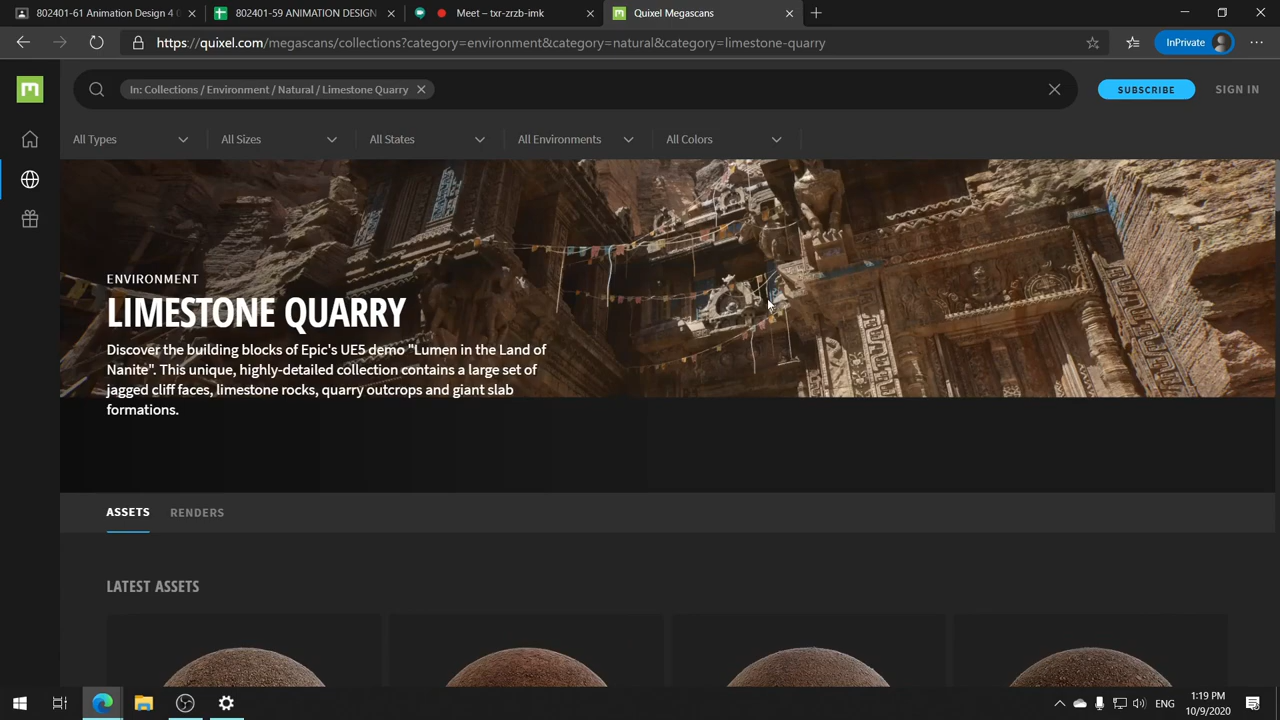 802401-61 Animation Design 4
802401-59 ANIMATION DESIGN
Meet – txr-zrzb-imk
Quixel Megascans
https://quixel.com/megascans/collections?category=environment&category=natural&category=limestone-quarry
InPrivate
In: Collections / Environment / Natural / Limestone Quarry
SUBSCRIBE
SIGN IN
All Types
All Sizes
All States
All Environments
All Colors
ENVIRONMENT
LIMESTONE QUARRY
Discover the building blocks of Epic's UE5 demo "Lumen in the Land of
Nanite". This unique, highly-detailed collection contains a large set of
jagged cliff faces, limestone rocks, quarry outcrops and giant slab
formations.
ASSETS
RENDERS
LATEST ASSETS
ENG
1:19 PM
10/9/2020